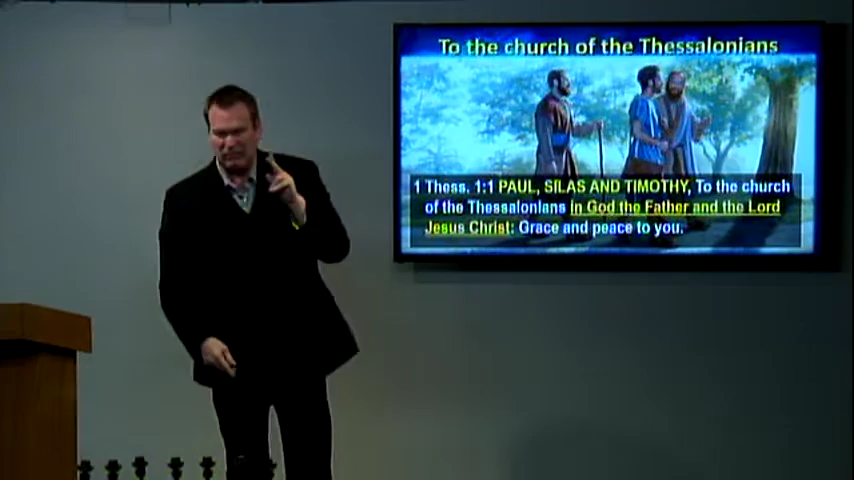 To the church of the Thessalonians
1 Thess. 1:1 PAUL, SILAS AND TIMOTHY, To the church
of the Thessalonians in God the Father and the Lord
Jesus Christ: Grace and peace to you.